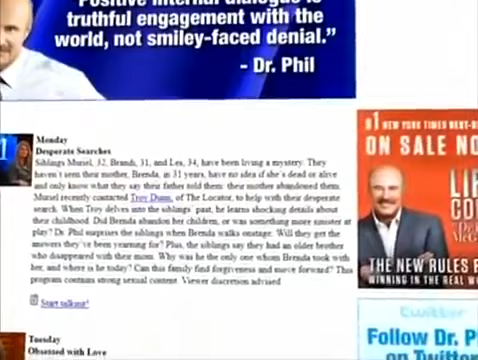 "Positive internal dialogue is
truthful engagement with the
world, not smiley-faced denial."
- Dr. Phil
Monday
Desperate Searches
Siblings Muriel, 32, Brandi, 31, and Les, 34, have been living a mystery. They
haven't seen their mother, Brenda, in 31 years, have no idea if she's dead or alive
and only know what they say their father told them: their mother abandoned them.
Muriel recently contacted Troy Dunn, of The Locator, to help with their desperate
search. When Troy delves into the siblings' past, he learns shocking details about
their childhood. Did Brenda abandon her children, or was something more sinister at
play? Dr. Phil surprises the siblings when Brenda walks onstage. Will they get the
answers they've been yearning for? Plus, the siblings say they had an older brother
who disappeared with their mom. Why was he the only one whom Brenda took with
her, and where is he today? Can this family find forgiveness and move forward? This
program contains strong sexual content. Viewer discretion advised
Start talking!
Tuesday
Obsessed with Love
#1 NEW YORK TIMES BEST-
ON SALE NO
LIF
CO
THE NEW RULES F
WINNING IN THE REAL W
twitter
Follow Dr. P
on Twitter